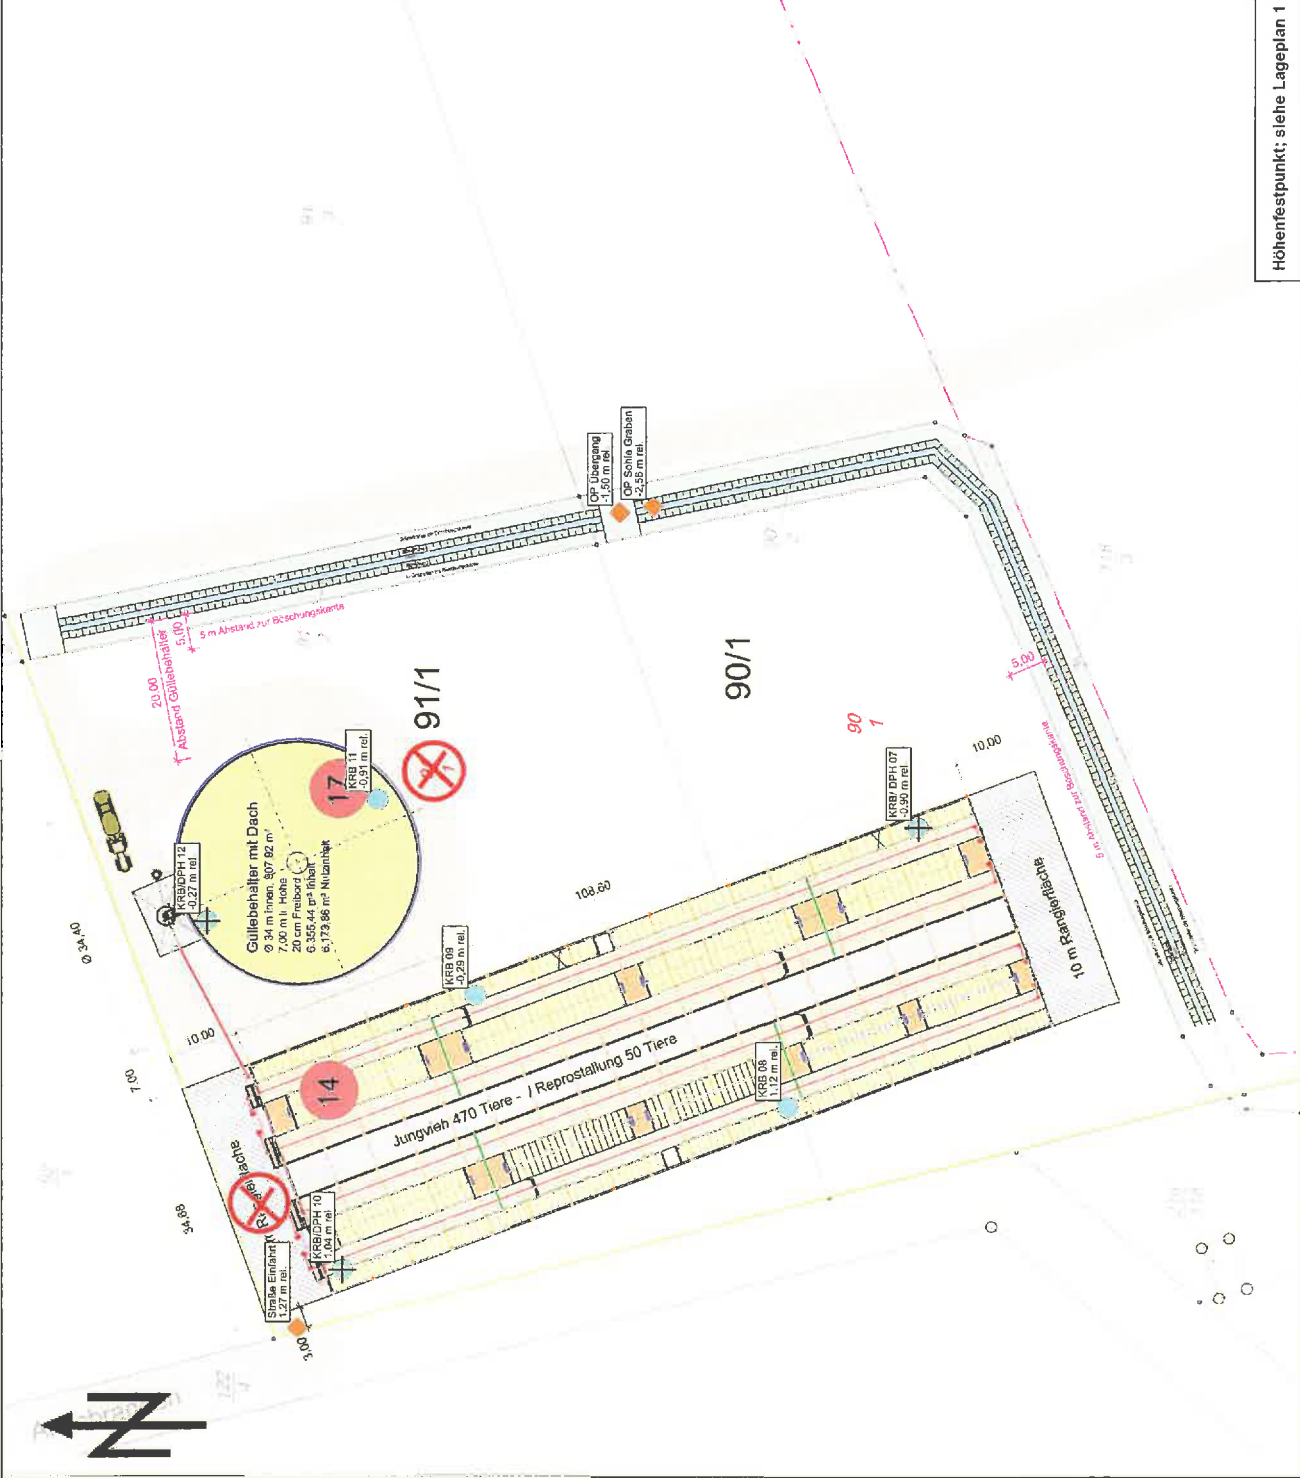 Höhenfestpunkt; siehe Lageplan 1
OP Übergang
-1,50 m rel.
OP Sohle Graben
-2,56 m rel.
20,00
Abstand Güllebehälter
5,00
5 m Abstand zur Böschungskante
91/1
90/1
90
1
17
KRB 11
-0,91 m rel.
Güllebehälter mit Dach
Ø 34 m innen, 907,92 m²
7,00 m li. Höhe
20 cm Freibord
6.355,44 m³ Inhalt
6.173,86 m³ Nutzinhalt
KRB/DPH 12
-0,27 m rel.
Ø 34,40
KRB/ DPH 07
-0,90 m rel.
10,00
5,00
5 m Abstand zur Böschungskante
108,60
KRB 09
-0,29 m rel.
10 m Rangierfläche
10,00
7,00
14
Jungvieh 470 Tiere - / Reprostallung 50 Tiere
KRB 08
1,12 m rel.
34,68
KRB/DPH 10
1,04 m rel.
Straße Einfahrt
1,27 m rel.
3,00
122
N